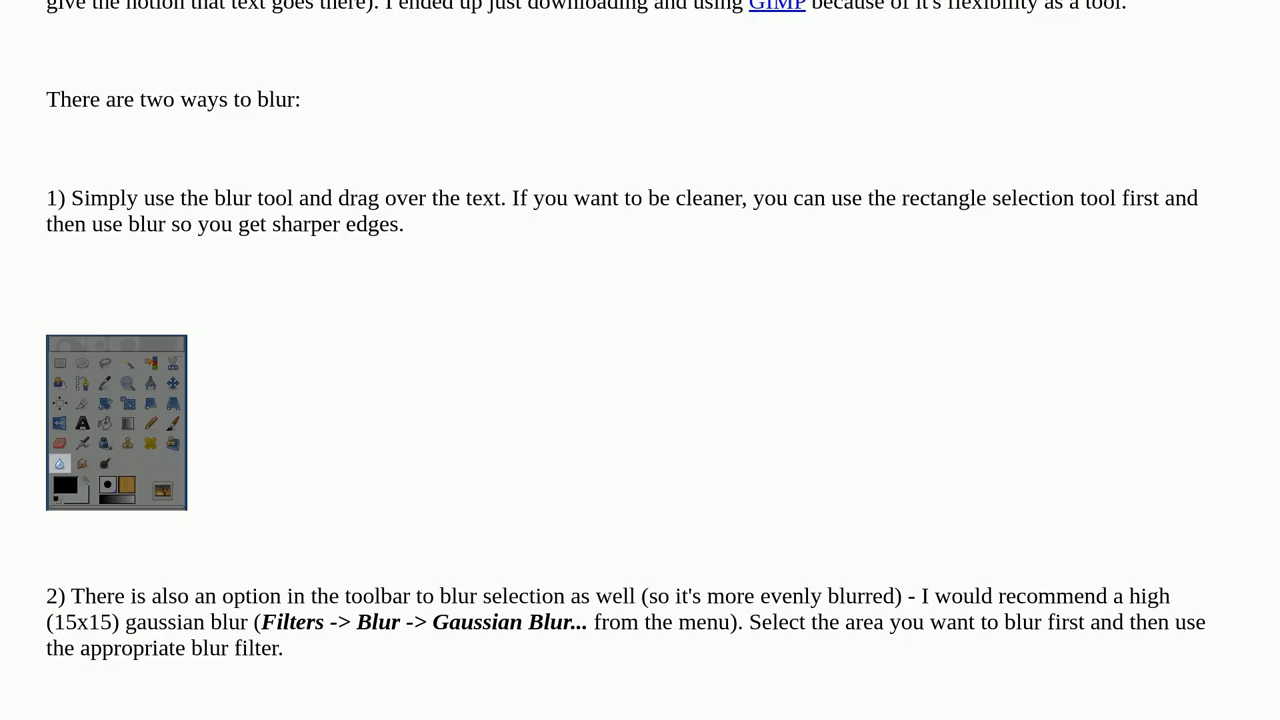 give the notion that text goes there). I ended up just downloading and using GIMP because of it's flexibility as a tool.
There are two ways to blur:
1) Simply use the blur tool and drag over the text. If you want to be cleaner, you can use the rectangle selection tool first and
then use blur so you get sharper edges.
2) There is also an option in the toolbar to blur selection as well (so it's more evenly blurred) - I would recommend a high
(15x15) gaussian blur (Filters -> Blur -> Gaussian Blur... from the menu). Select the area you want to blur first and then use
the appropriate blur filter.